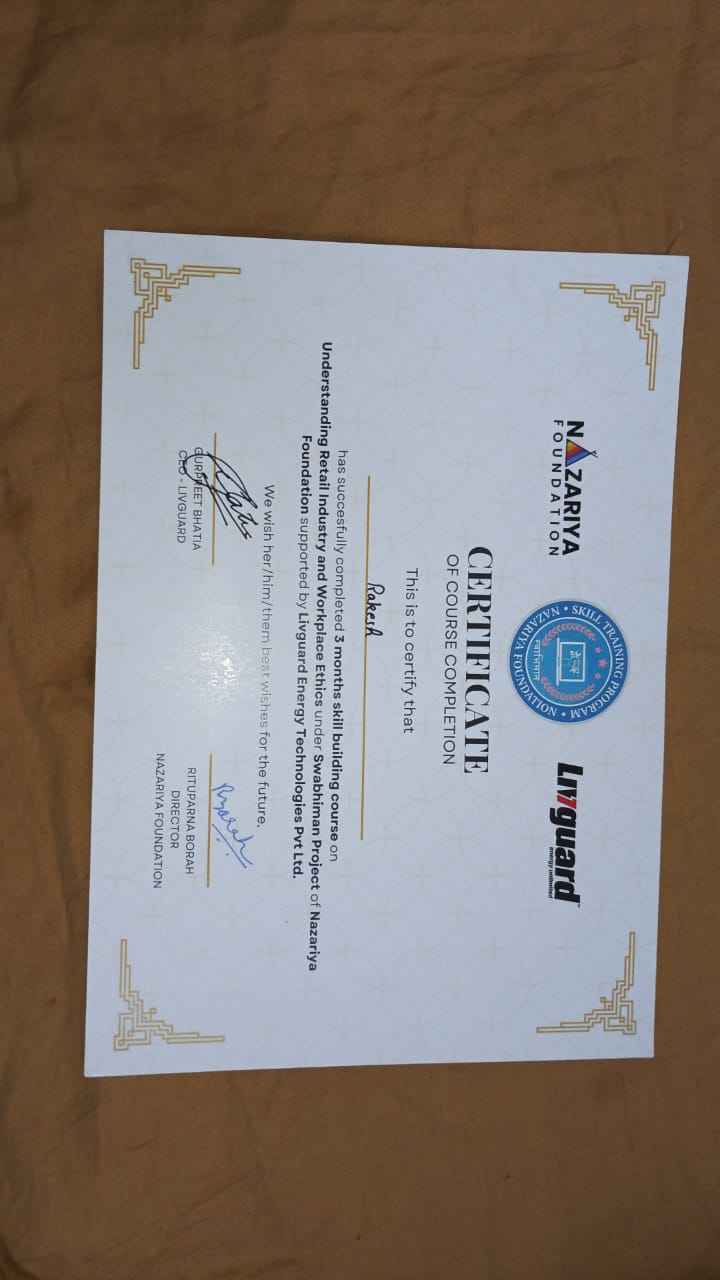 NAZARIYA
FOUNDATION
SKILL TRAINING PROGRAM
NAZARIYA FOUNDATION
स्वाभिमान
Livguard
energy unlimited
CERTIFICATE
OF COURSE COMPLETION
This is to certify that
Rakesh
has succesfully completed 3 months skill building course on
Understanding Retail Industry and Workplace Ethics under Swabhiman Project of Nazariya
Foundation supported by Livguard Energy Technologies Pvt Ltd.
We wish her/him/them best wishes for the future.
GURPREET BHATIA
CEO - LIVGUARD
RITUPARNA BORAH
DIRECTOR
NAZARIYA FOUNDATION